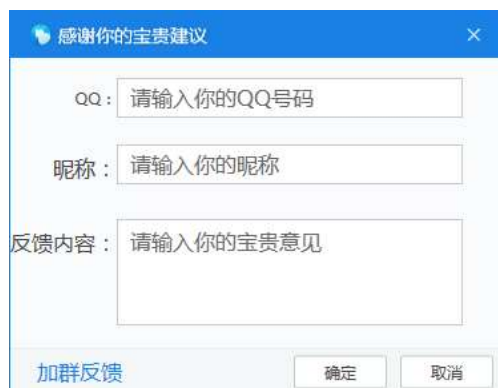 感谢你的宝贵建议
QQ： 请输入你的QQ号码
昵称： 请输入你的昵称
反馈内容： 请输入你的宝贵意见
加群反馈 确定 取消